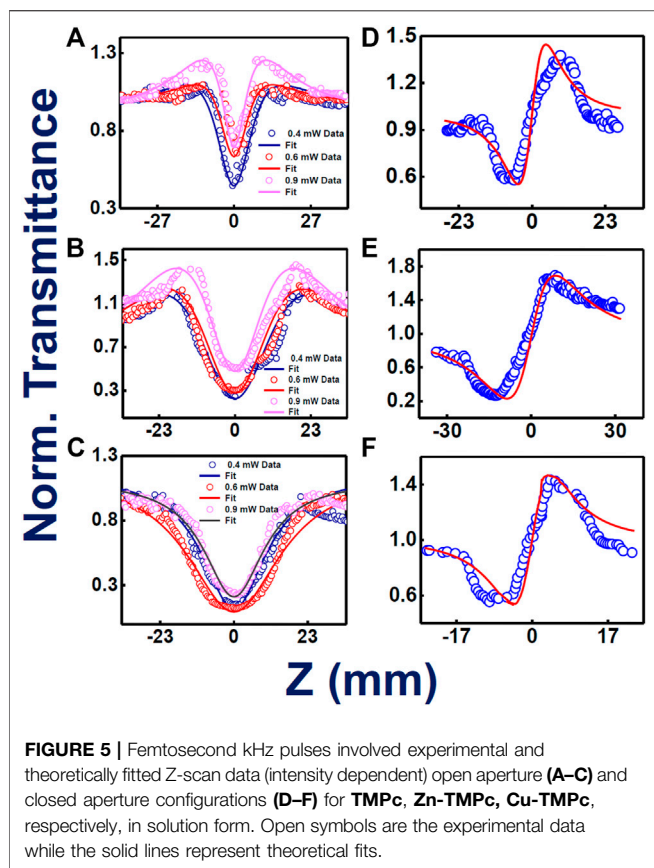 Norm. Transmittance
A
1.3
0.8
0.3
-27 0 27
0.4 mW Data
Fit
0.6 mW Data
Fit
0.9 mW Data
Fit
D
1.5
1.2
0.9
0.6
-23 0 23
B
1.5
1.1
0.7
0.3
-23 0 23
0.4 mW Data
Fit
0.6 mW Data
Fit
0.9 mW Data
Fit
E
1.8
1.4
1.0
0.6
0.2
-30 0 30
C
1.3
0.8
0.3
-23 0 23
0.4 mW Data
Fit
0.6 mW Data
Fit
0.9 mW Data
Fit
F
1.4
1.0
0.6
-17 0 17
Z (mm)
FIGURE 5 | Femtosecond kHz pulses involved experimental and
theoretically fitted Z-scan data (intensity dependent) open aperture (A–C) and
closed aperture configurations (D–F) for TMPc, Zn-TMPc, Cu-TMPc,
respectively, in solution form. Open symbols are the experimental data
while the solid lines represent theoretical fits.